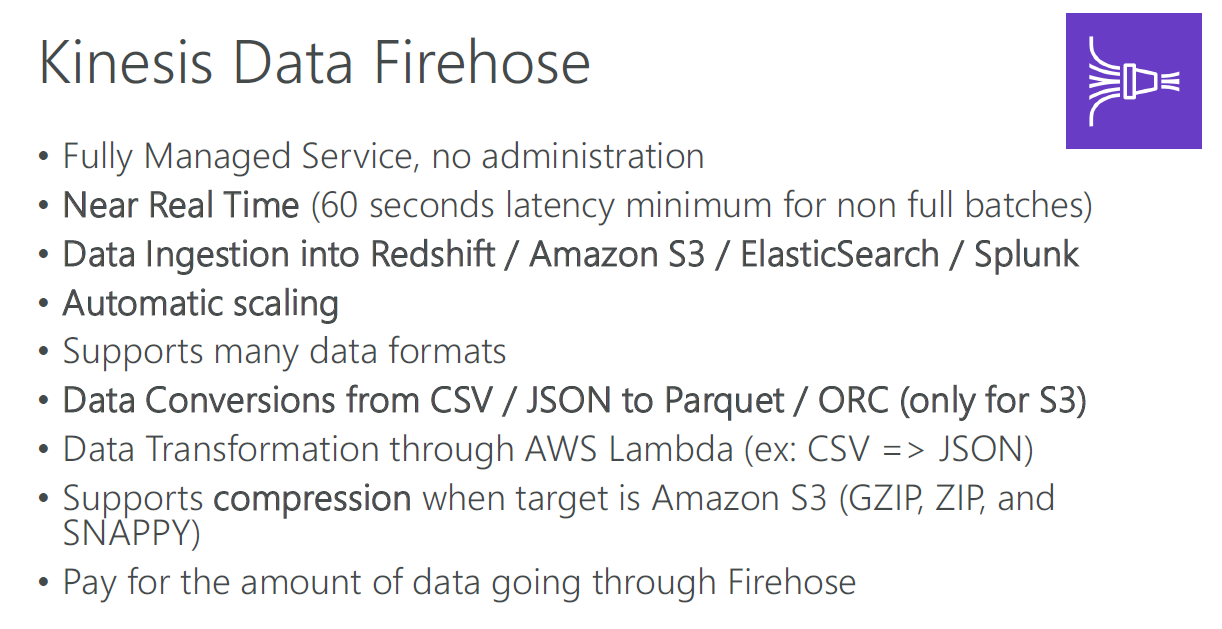 Kinesis Data Firehose
• Fully Managed Service, no administration
• Near Real Time (60 seconds latency minimum for non full batches)
• Data Ingestion into Redshift / Amazon S3 / ElasticSearch / Splunk
• Automatic scaling
• Supports many data formats
• Data Conversions from CSV / JSON to Parquet / ORC (only for S3)
• Data Transformation through AWS Lambda (ex: CSV => JSON)
• Supports compression when target is Amazon S3 (GZIP, ZIP, and
SNAPPY)
• Pay for the amount of data going through Firehose